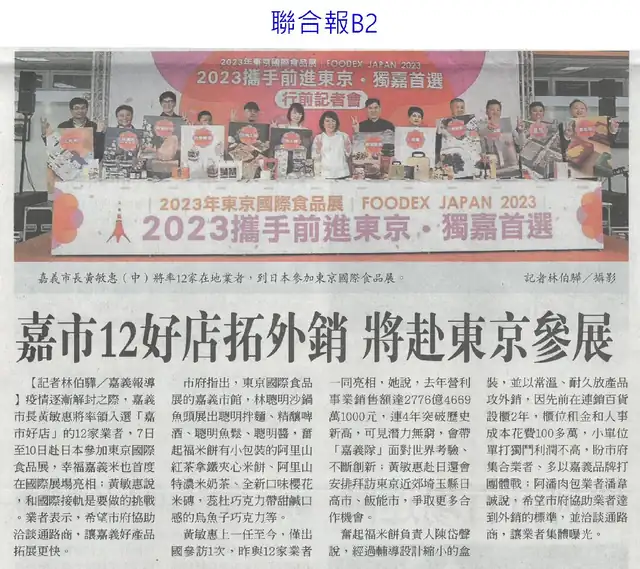 聯合報B2
2023年東京國際食品展 FOODEX JAPAN 2023
2023攜手前進東京・獨嘉首選
行前記者會
2023年東京國際食品展 | FOODEX JAPAN 2023
2023攜手前進東京・獨嘉首選
嘉義市長黃敏惠（中）將率12家在地業者，到日本參加東京國際食品展。
記者林伯驊／攝影
嘉市12好店拓外銷 將赴東京參展
【記者林伯驊／嘉義報導
】疫情逐漸解封之際，嘉義
市長黃敏惠將率領入選「嘉
市好店」的12家業者，7日
至10日赴日本參加東京國際
食品展，幸福嘉義米也首度
在國際展場亮相；黃敏惠說
，和國際接軌是要做的挑戰
。業者表示，希望市府協助
洽談通路商，讓嘉義好產品
拓展更快。
市府指出，東京國際食品
展的嘉義市館，林聰明沙鍋
魚頭展出聰明拌麵、精釀啤
酒、聰明魚鬆、聰明醬，奮
起福米餅有小包裝的阿里山
紅茶拿鐵夾心米餅、阿里山
特濃米奶茶、全新口味櫻花
米磚，蕊杜巧克力帶甜鹹口
感的烏魚子巧克力等。
黃敏惠上一任至今，僅出
國參訪1次，昨與12家業者
一同亮相，她說，去年營利
事業銷售額達2776億4669
萬1000元，連4年突破歷史
新高，可見潛力無窮，會帶
「嘉義隊」面對世界考驗、
不斷創新；黃敏惠赴日還會
安排拜訪東京近郊埼玉縣日
高市、飯能市，爭取更多合
作機會。
奮起福米餅負責人陳岱聲
說，經過輔導設計縮小的盒
裝，並以常溫、耐久放產品
攻外銷，因先前在連鎖百貨
設櫃2年，櫃位租金和人事
成本花費100多萬，小單位
單打獨鬥利潤不高，盼市府
集合業者、多以嘉義品牌打
團體戰；阿潘肉包業者潘韋
誠說，希望市府協助業者達
到外銷的標準，並洽談通路
商，讓業者集體曝光。